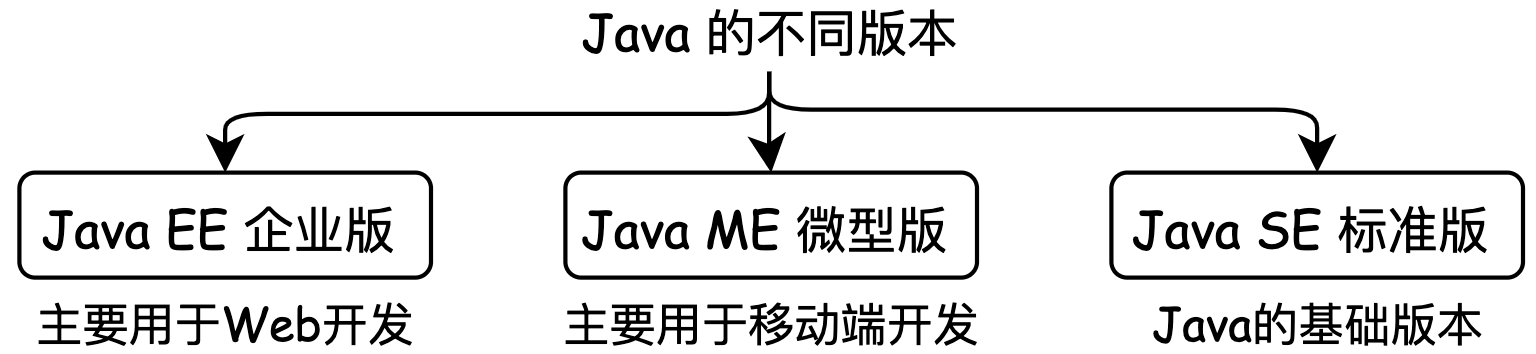 Java 的不同版本
Java EE 企业版
Java ME 微型版
Java SE 标准版
主要用于Web开发
主要用于移动端开发
Java的基础版本